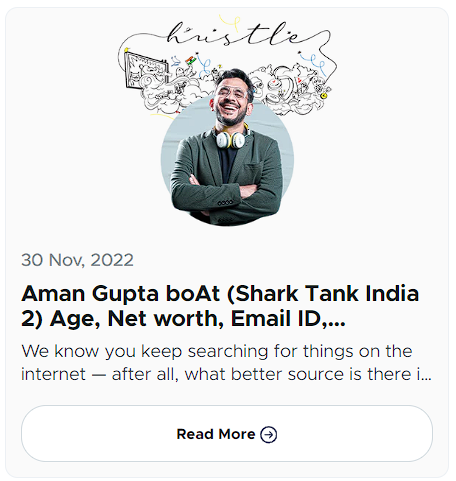 hustle
30 Nov, 2022
Aman Gupta boAt (Shark Tank India
2) Age, Net worth, Email ID,...
We know you keep searching for things on the
internet — after all, what better source is there i...
Read More